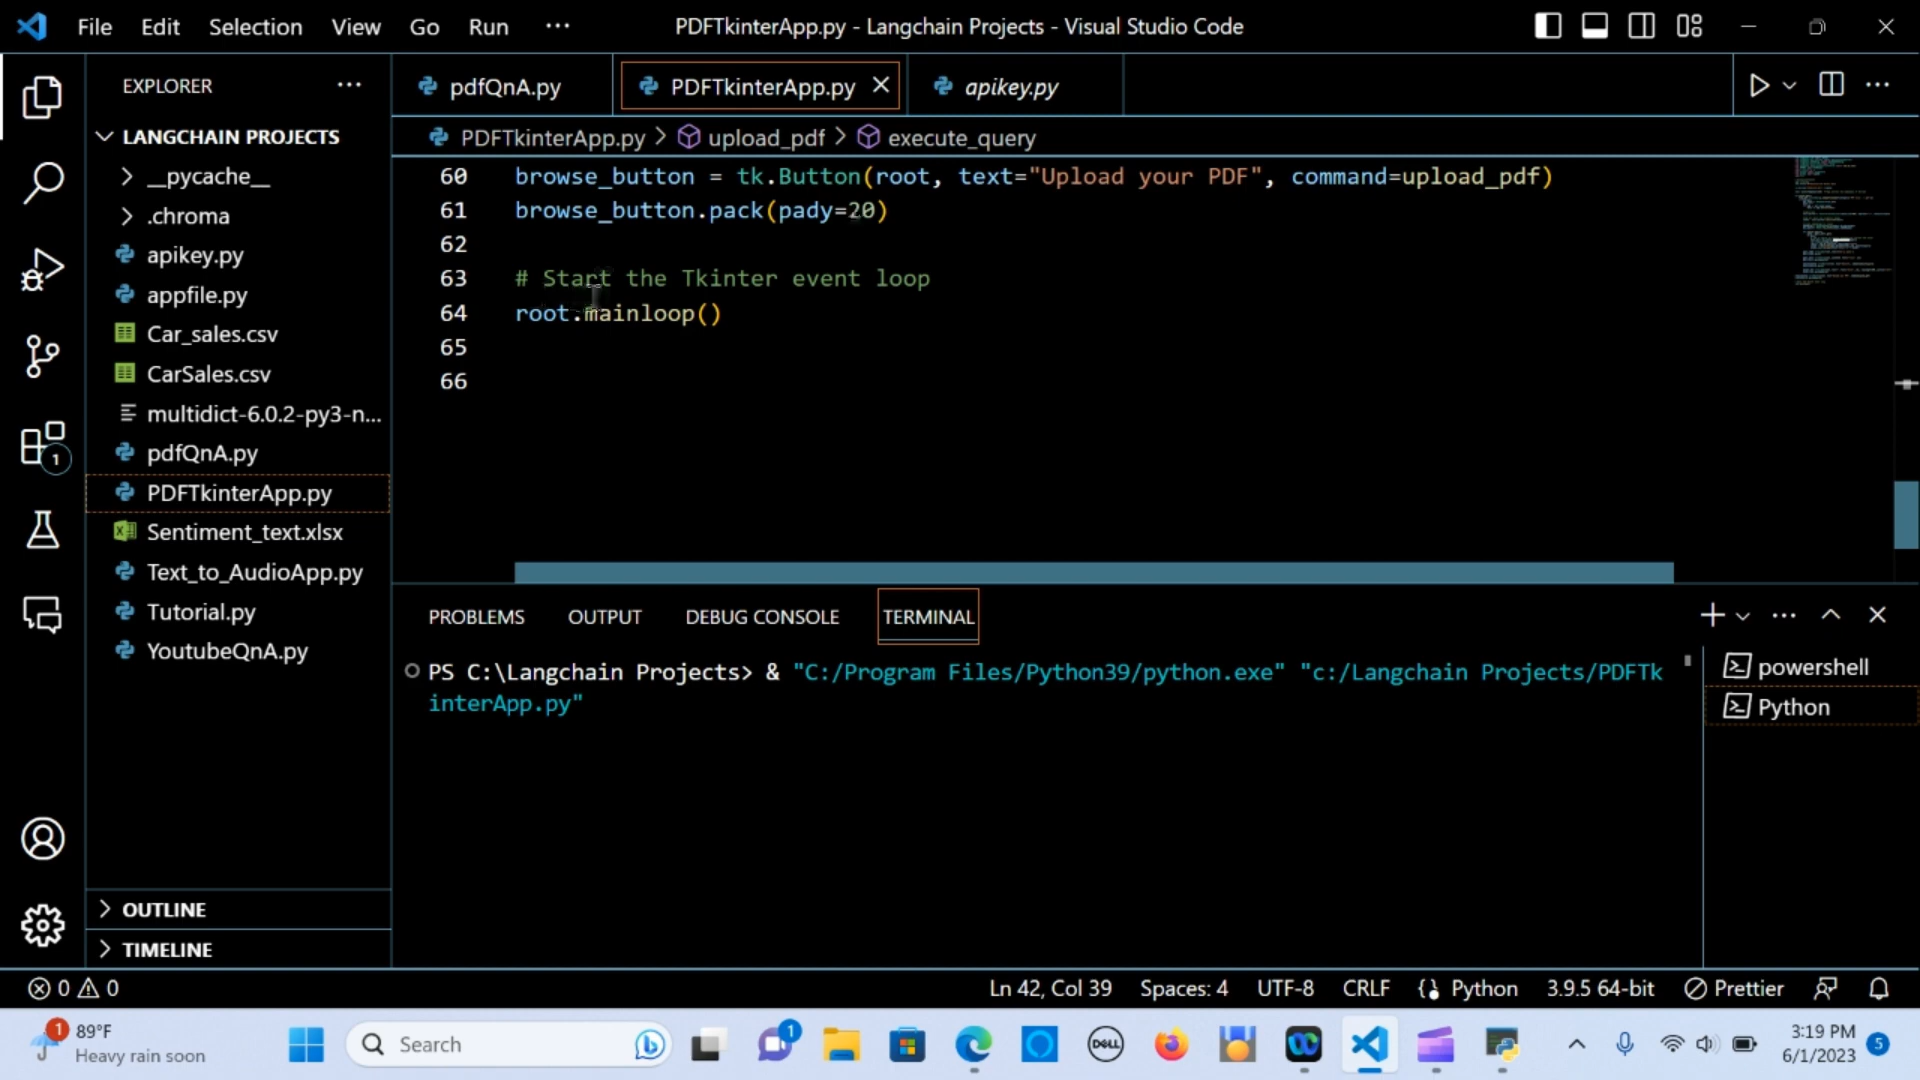 File Edit Selection View Go Run ···
PDFTkinterApp.py - Langchain Projects - Visual Studio Code
EXPLORER ···
pdfQnA.py
PDFTkinterApp.py
apikey.py
LANGCHAIN PROJECTS
PDFTkinterApp.py > upload_pdf > execute_query
__pycache__
.chroma
apikey.py
appfile.py
Car_sales.csv
CarSales.csv
multidict-6.0.2-py3-n...
pdfQnA.py
PDFTkinterApp.py
Sentiment_text.xlsx
Text_to_AudioApp.py
Tutorial.py
YoutubeQnA.py
OUTLINE
TIMELINE
1
60 browse_button = tk.Button(root, text="Upload your PDF", command=upload_pdf)
61 browse_button.pack(pady=20)
62
63 # Start the Tkinter event loop
64 root.mainloop()
65
66
PROBLEMS OUTPUT DEBUG CONSOLE TERMINAL
PS C:\Langchain Projects> & "C:/Program Files/Python39/python.exe" "c:/Langchain Projects/PDFTk
interApp.py"
powershell
Python
0 0
Ln 42, Col 39 Spaces: 4 UTF-8 CRLF Python 3.9.5 64-bit Prettier
1
89°F
Heavy rain soon
Search
1
DELL
3:19 PM
6/1/2023
5